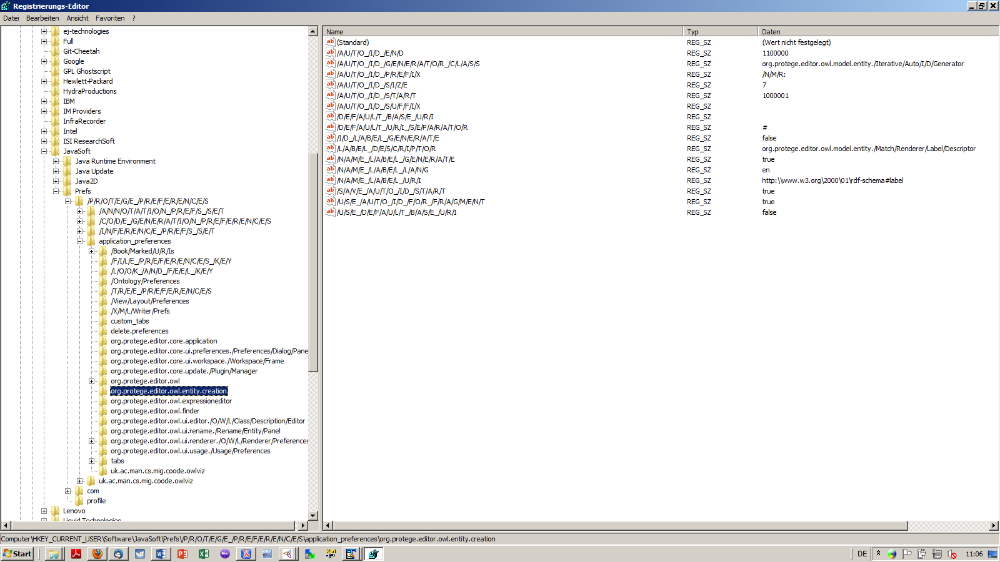 Registrierungs-Editor
Datei Bearbeiten Ansicht Favoriten ?
ej-technologies
Full
Git-Cheetah
Google
GPL Ghostscript
Hewlett-Packard
HydraProductions
IBM
IM Providers
InfraRecorder
Intel
ISI ResearchSoft
JavaSoft
Java Runtime Environment
Java Update
Java2D
Prefs
/P/R/O/T/E/G/E_/P/R/E/F/E/R/E/N/C/E/S
/A/N/N/O/T/A/T/I/O/N_/P/R/E/F/S_/S/E/T
/C/O/D/E_/G/E/N/E/R/A/T/I/O/N_/P/R/E/F/E/R/E/N/C/E/S
/I/N/F/E/R/E/N/C/E_/P/R/E/F/S_/S/E/T
application_preferences
/Book/Marked/U/R/Is
/F/I/L/E_/P/R/E/F/E/R/E/N/C/E/S_/K/E/Y
/L/O/O/K_/A/N/D_/F/E/E/L_/K/E/Y
/Ontology/Preferences
/T/R/E/E_/P/R/E/F/E/R/E/N/C/E/S
/View/Layout/Preferences
/X/M/L/Writer/Prefs
custom_tabs
delete.preferences
org.protege.editor.core.application
org.protege.editor.core.ui.preferences./Preferences/Dialog/Pane
org.protege.editor.core.ui.workspace./Workspace/Frame
org.protege.editor.core.update./Plugin/Manager
org.protege.editor.owl
org.protege.editor.owl.entity.creation
org.protege.editor.owl.expressioneditor
org.protege.editor.owl.finder
org.protege.editor.owl.ui.editor./O/W/L/Class/Description/Editor
org.protege.editor.owl.ui.rename./Rename/Entity/Panel
org.protege.editor.owl.ui.renderer./O/W/L/Renderer/Preferences
org.protege.editor.owl.ui.usage./Usage/Preferences
tabs
uk.ac.man.cs.mig.coode.owlviz
uk.ac.man.cs.mig.coode.owlviz
com
profile
Lenovo
Liquid Technologies
Name Typ Daten
(Standard) REG_SZ (Wert nicht festgelegt)
/A/U/T/O_/I/D_/E/N/D REG_SZ 1100000
/A/U/T/O_/I/D_/G/E/N/E/R/A/T/O/R_/C/L/A/S/S REG_SZ org.protege.editor.owl.model.entity./Iterative/Auto/I/D/Generator
/A/U/T/O_/I/D_/P/R/E/F/I/X REG_SZ /N/M/R:
/A/U/T/O_/I/D_/S/I/Z/E REG_SZ 7
/A/U/T/O_/I/D_/S/T/A/R/T REG_SZ 1000001
/A/U/T/O_/I/D_/S/U/F/F/I/X REG_SZ
/D/E/F/A/U/L/T_/B/A/S/E_/U/R/I REG_SZ
/D/E/F/A/U/L/T_/U/R/I_/S/E/P/A/R/A/T/O/R REG_SZ #
/I/D_/L/A/B/E/L_/G/E/N/E/R/A/T/E REG_SZ false
/L/A/B/E/L_/D/E/S/C/R/I/P/T/O/R REG_SZ org.protege.editor.owl.model.entity./Match/Renderer/Label/Descriptor
/N/A/M/E_/L/A/B/E/L_/G/E/N/E/R/A/T/E REG_SZ true
/N/A/M/E_/L/A/B/E/L_/L/A/N/G REG_SZ en
/N/A/M/E_/L/A/B/E/L_/U/R/I REG_SZ http:\\www.w3.org\2000\01\rdf-schema#label
/S/A/V/E_/A/U/T/O_/I/D_/S/T/A/R/T REG_SZ true
/U/S/E_/A/U/T/O_/I/D_/F/O/R_/F/R/A/G/M/E/N/T REG_SZ true
/U/S/E_/D/E/F/A/U/L/T_/B/A/S/E_/U/R/I REG_SZ false
Computer\HKEY_CURRENT_USER\Software\JavaSoft\Prefs\/P/R/O/T/E/G/E_/P/R/E/F/E/R/E/N/C/E/S\application_preferences\org.protege.editor.owl.entity.creation
Start DE 11:06